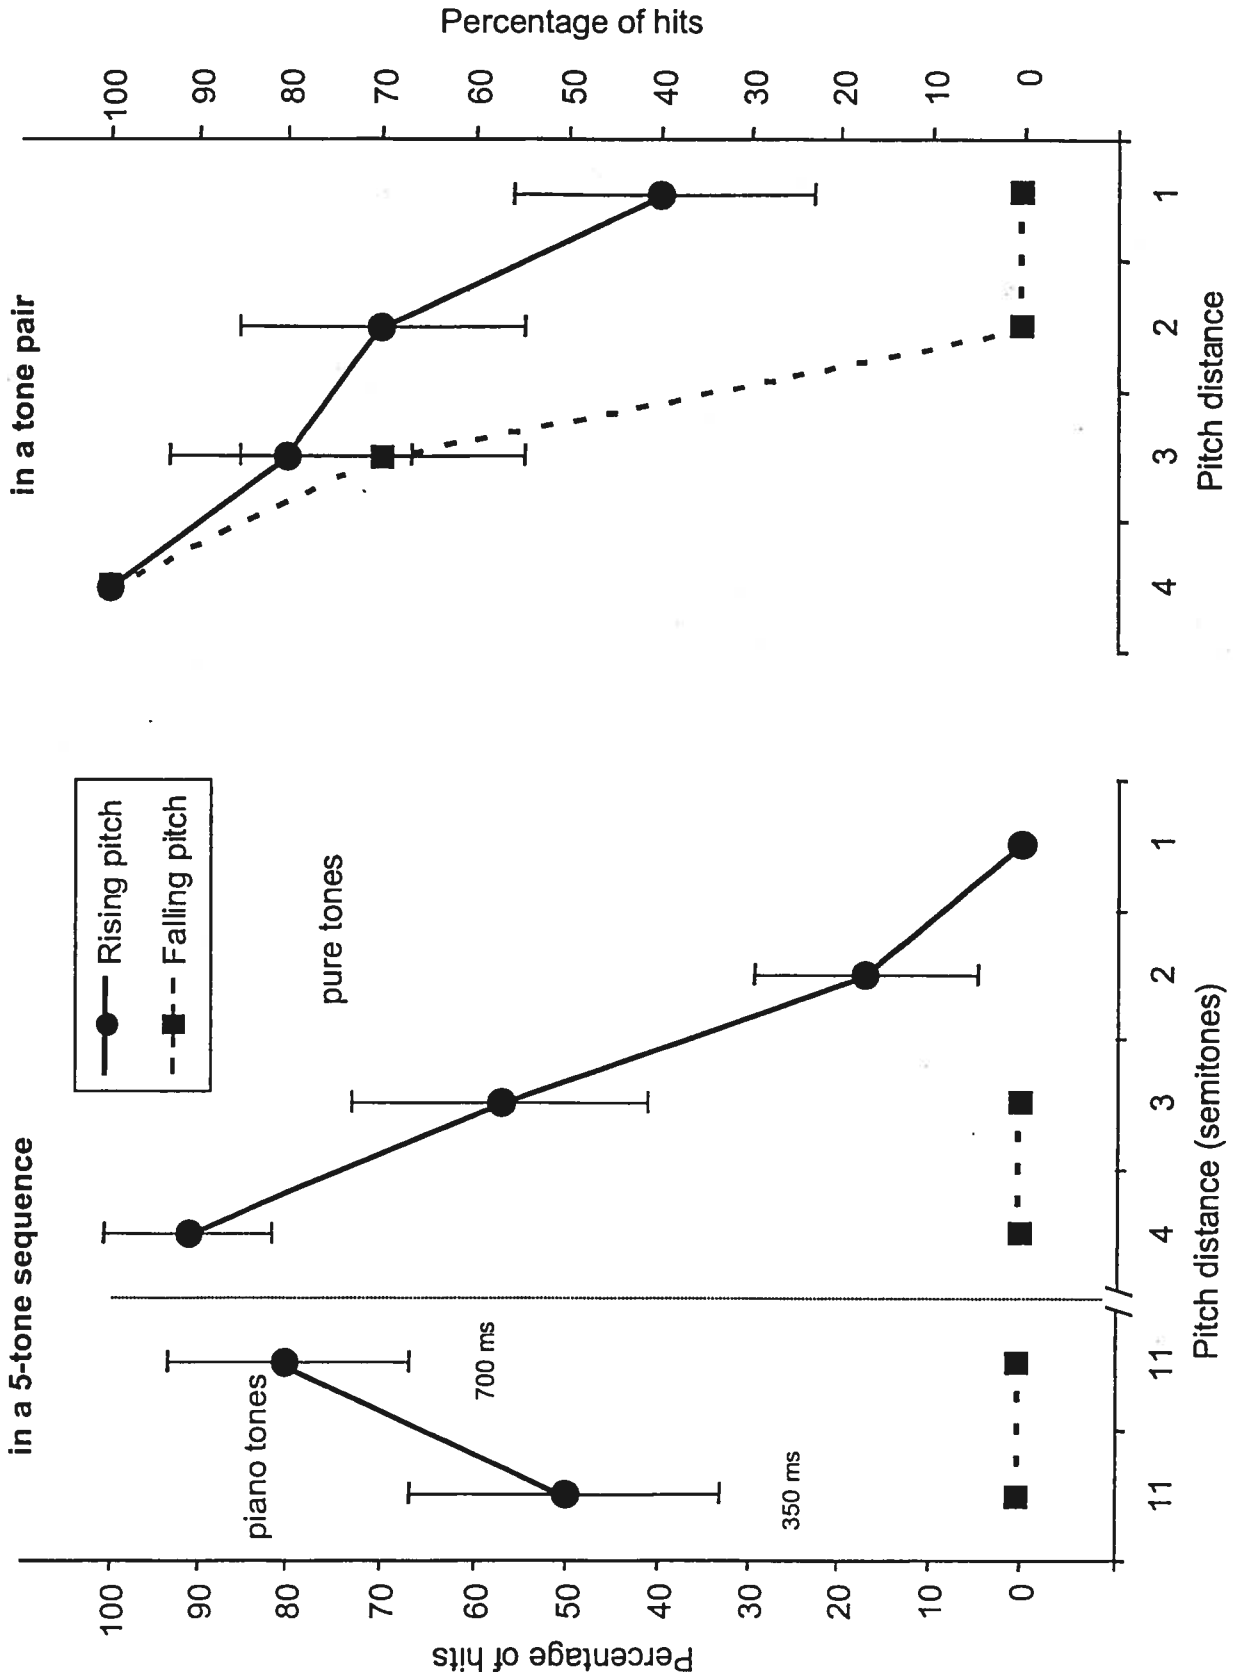 in a 5-tone sequence
in a tone pair
Rising pitch
Falling pitch
piano tones
pure tones
700 ms
350 ms
Percentage of hits
100
90
80
70
60
50
40
30
20
10
0
11
11
4
3
2
1
Pitch distance (semitones)
4
3
2
1
Pitch distance
100
90
80
70
60
50
40
30
20
10
0
Percentage of hits